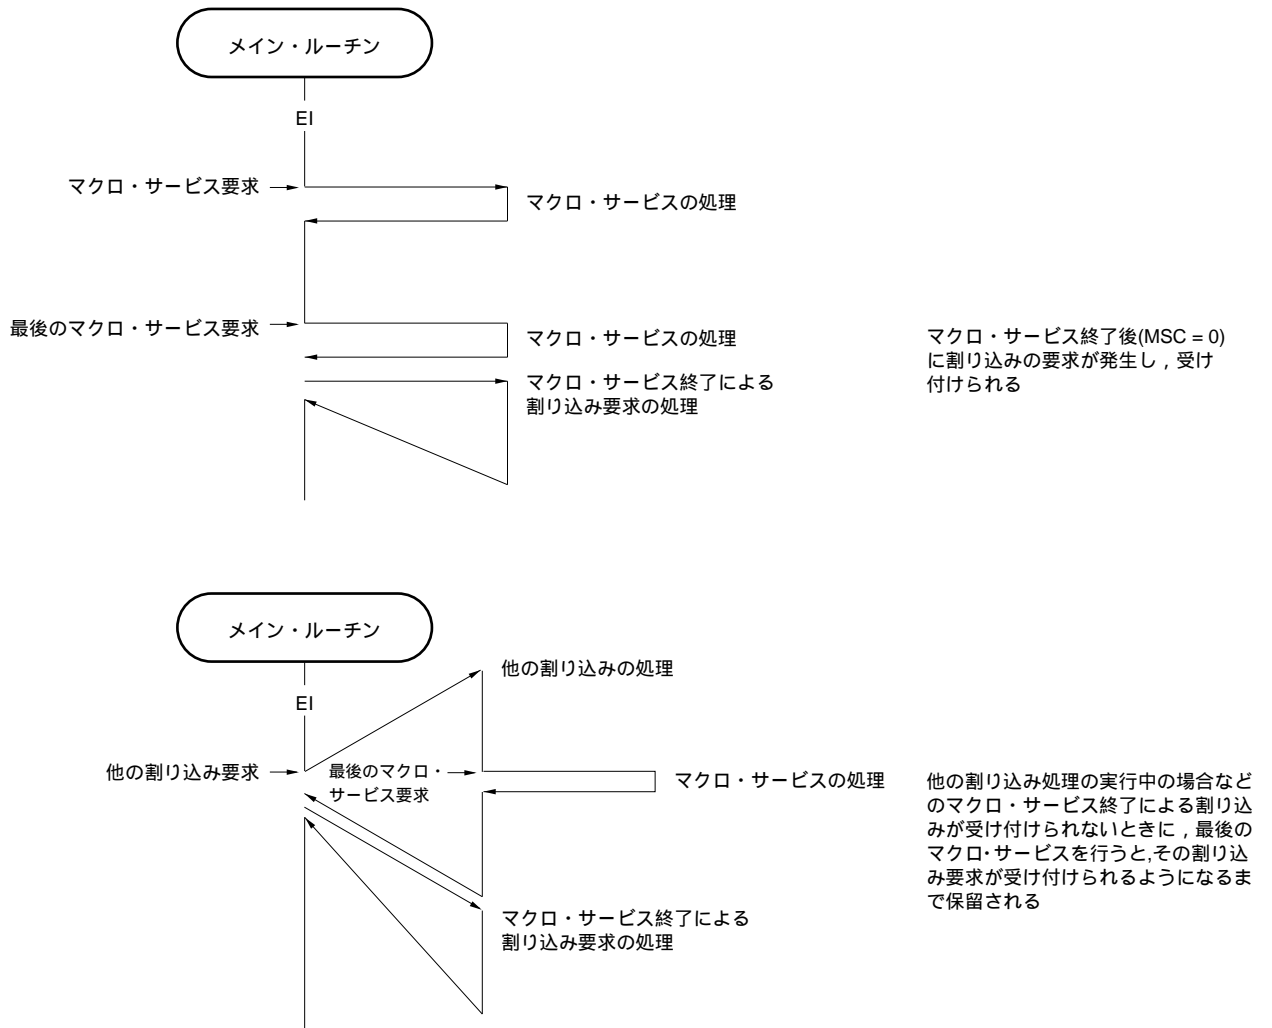 メイン・ルーチン
EI
マクロ・サービス要求
マクロ・サービスの処理
最後のマクロ・サービス要求
マクロ・サービスの処理
マクロ・サービス終了による
割り込み要求の処理
マクロ・サービス終了後(MSC = 0)
に割り込みの要求が発生し，受け
付けられる
メイン・ルーチン
他の割り込みの処理
EI
他の割り込み要求
最後のマクロ・
サービス要求
マクロ・サービスの処理
他の割り込み処理の実行中の場合など
のマクロ・サービス終了による割り込
みが受け付けられないときに，最後の
マクロ・サービスを行うと,その割り込
み要求が受け付けられるようになるま
で保留される
マクロ・サービス終了による
割り込み要求の処理